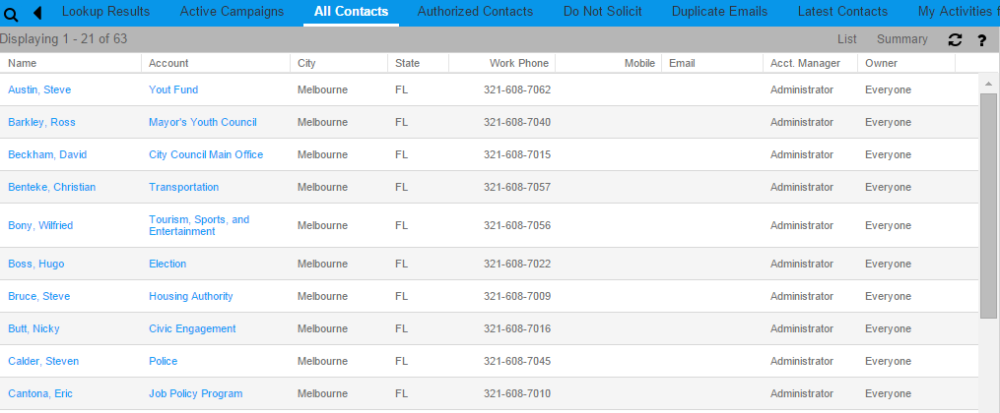 Lookup Results Active Campaigns All Contacts Authorized Contacts Do Not Solicit Duplicate Emails Latest Contacts My Activities f
Displaying 1 - 21 of 63 List Summary ?
Name Account City State Work Phone Mobile Email Acct. Manager Owner
Austin, Steve Yout Fund Melbourne FL 321-608-7062 Administrator Everyone
Barkley, Ross Mayor's Youth Council Melbourne FL 321-608-7040 Administrator Everyone
Beckham, David City Council Main Office Melbourne FL 321-608-7015 Administrator Everyone
Benteke, Christian Transportation Melbourne FL 321-608-7057 Administrator Everyone
Bony, Wilfried Tourism, Sports, and Melbourne FL 321-608-7056 Administrator Everyone
Entertainment
Boss, Hugo Election Melbourne FL 321-608-7022 Administrator Everyone
Bruce, Steve Housing Authority Melbourne FL 321-608-7009 Administrator Everyone
Butt, Nicky Civic Engagement Melbourne FL 321-608-7016 Administrator Everyone
Calder, Steven Police Melbourne FL 321-608-7045 Administrator Everyone
Cantona, Eric Job Policy Program Melbourne FL 321-608-7010 Administrator Everyone